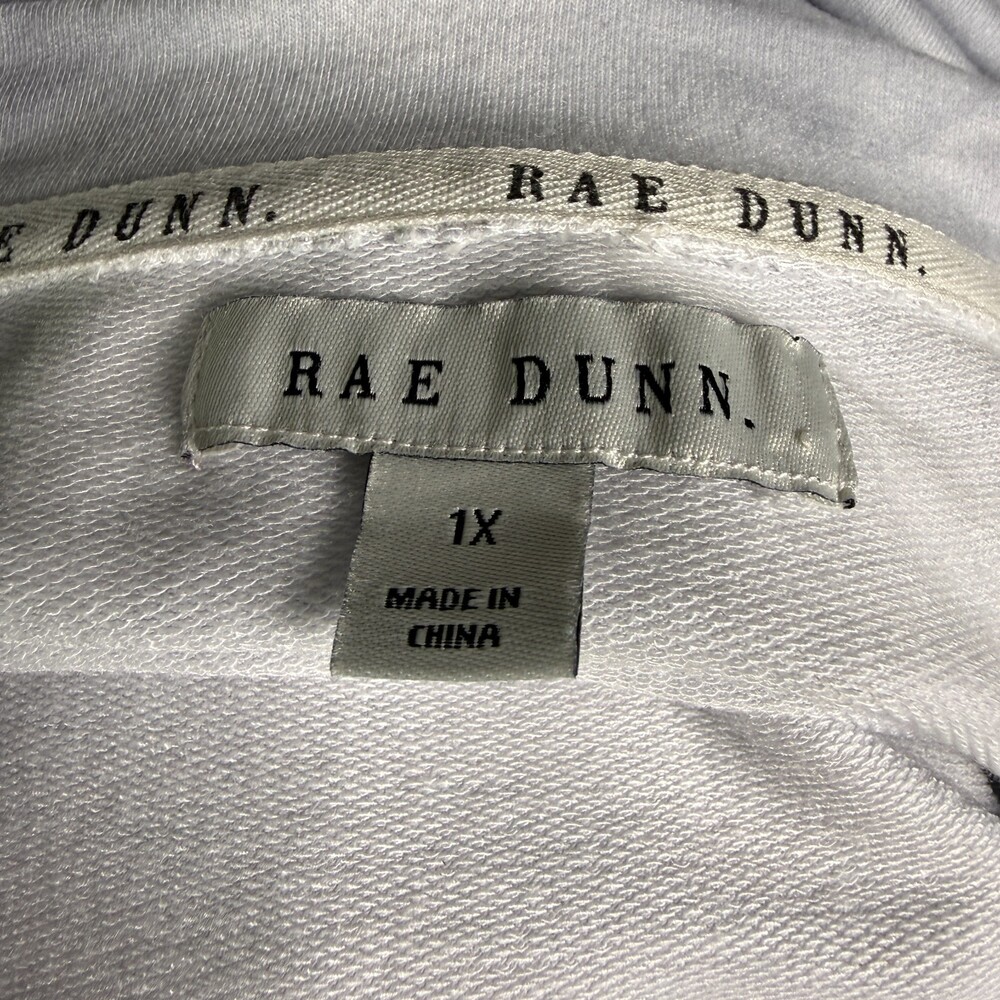 E DUNN.
RAE DUNN.
RAE DUNN.
1X
MADE IN
CHINA